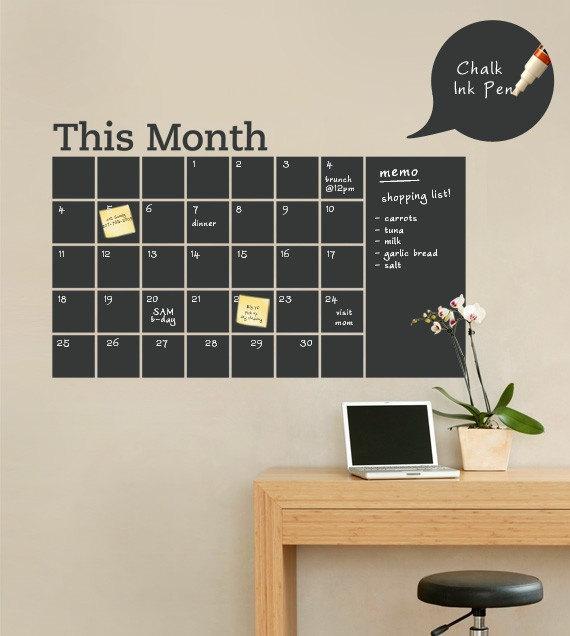 Chalk
Ink Pen
This Month
1 2 3 4
brunch
@12pm
memo
shopping list!
- carrots
- tuna
- milk
- garlic bread
- salt
4 5 6 7 8 9 10
dinner
11 12 13 14 15 16 17
18 19 20 21 2 23 24
SAM
b-day
visit
mom
25 26 27 28 29 30